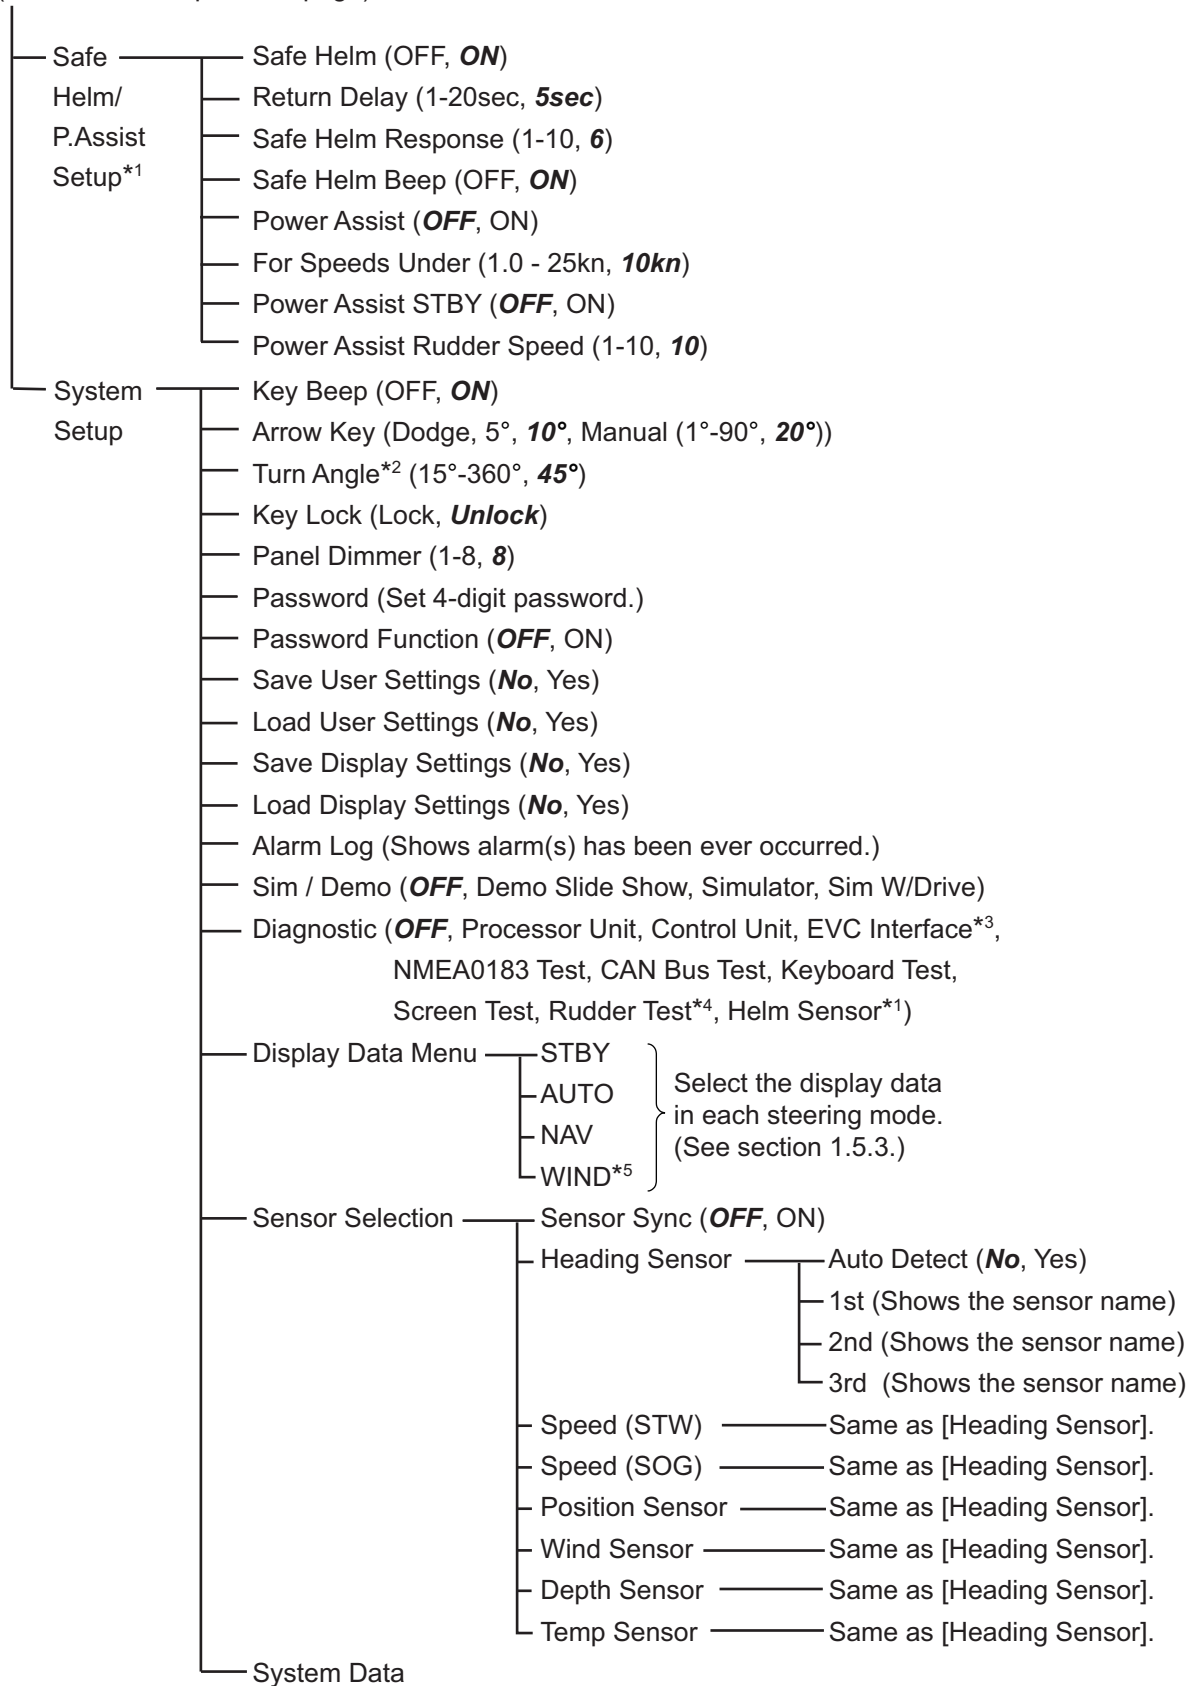 Safe
Helm/
P.Assist
Setup*1
Safe Helm (OFF, ON)
Return Delay (1-20sec, 5sec)
Safe Helm Response (1-10, 6)
Safe Helm Beep (OFF, ON)
Power Assist (OFF, ON)
For Speeds Under (1.0 - 25kn, 10kn)
Power Assist STBY (OFF, ON)
Power Assist Rudder Speed (1-10, 10)
System
Setup
Key Beep (OFF, ON)
Arrow Key (Dodge, 5°, 10°, Manual (1°-90°, 20°))
Turn Angle*2 (15°-360°, 45°)
Key Lock (Lock, Unlock)
Panel Dimmer (1-8, 8)
Password (Set 4-digit password.)
Password Function (OFF, ON)
Save User Settings (No, Yes)
Load User Settings (No, Yes)
Save Display Settings (No, Yes)
Load Display Settings (No, Yes)
Alarm Log (Shows alarm(s) has been ever occurred.)
Sim / Demo (OFF, Demo Slide Show, Simulator, Sim W/Drive)
Diagnostic (OFF, Processor Unit, Control Unit, EVC Interface*3,
NMEA0183 Test, CAN Bus Test, Keyboard Test,
Screen Test, Rudder Test*4, Helm Sensor*1)
Display Data Menu
STBY
AUTO
NAV
WIND*5
Select the display data
in each steering mode.
(See section 1.5.3.)
Sensor Selection
Sensor Sync (OFF, ON)
Heading Sensor
Auto Detect (No, Yes)
1st (Shows the sensor name)
2nd (Shows the sensor name)
3rd (Shows the sensor name)
Speed (STW)
Same as [Heading Sensor].
Speed (SOG)
Same as [Heading Sensor].
Position Sensor
Same as [Heading Sensor].
Wind Sensor
Same as [Heading Sensor].
Depth Sensor
Same as [Heading Sensor].
Temp Sensor
Same as [Heading Sensor].
System Data